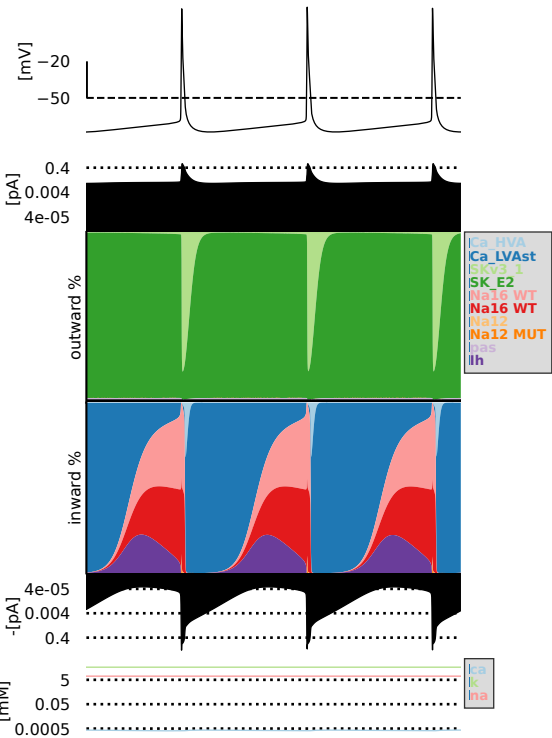 [mV]
−20
−50
[pA]
0.4
0.004
4e-05
outward %
Ca_HVA
Ca_LVAst
SKv3_1
SK_E2
Na16 WT
Na16 WT
Na12
Na12 MUT
pas
Ih
inward %
-[pA]
4e-05
0.004
0.4
[mM]
5
0.05
0.0005
ca
k
na